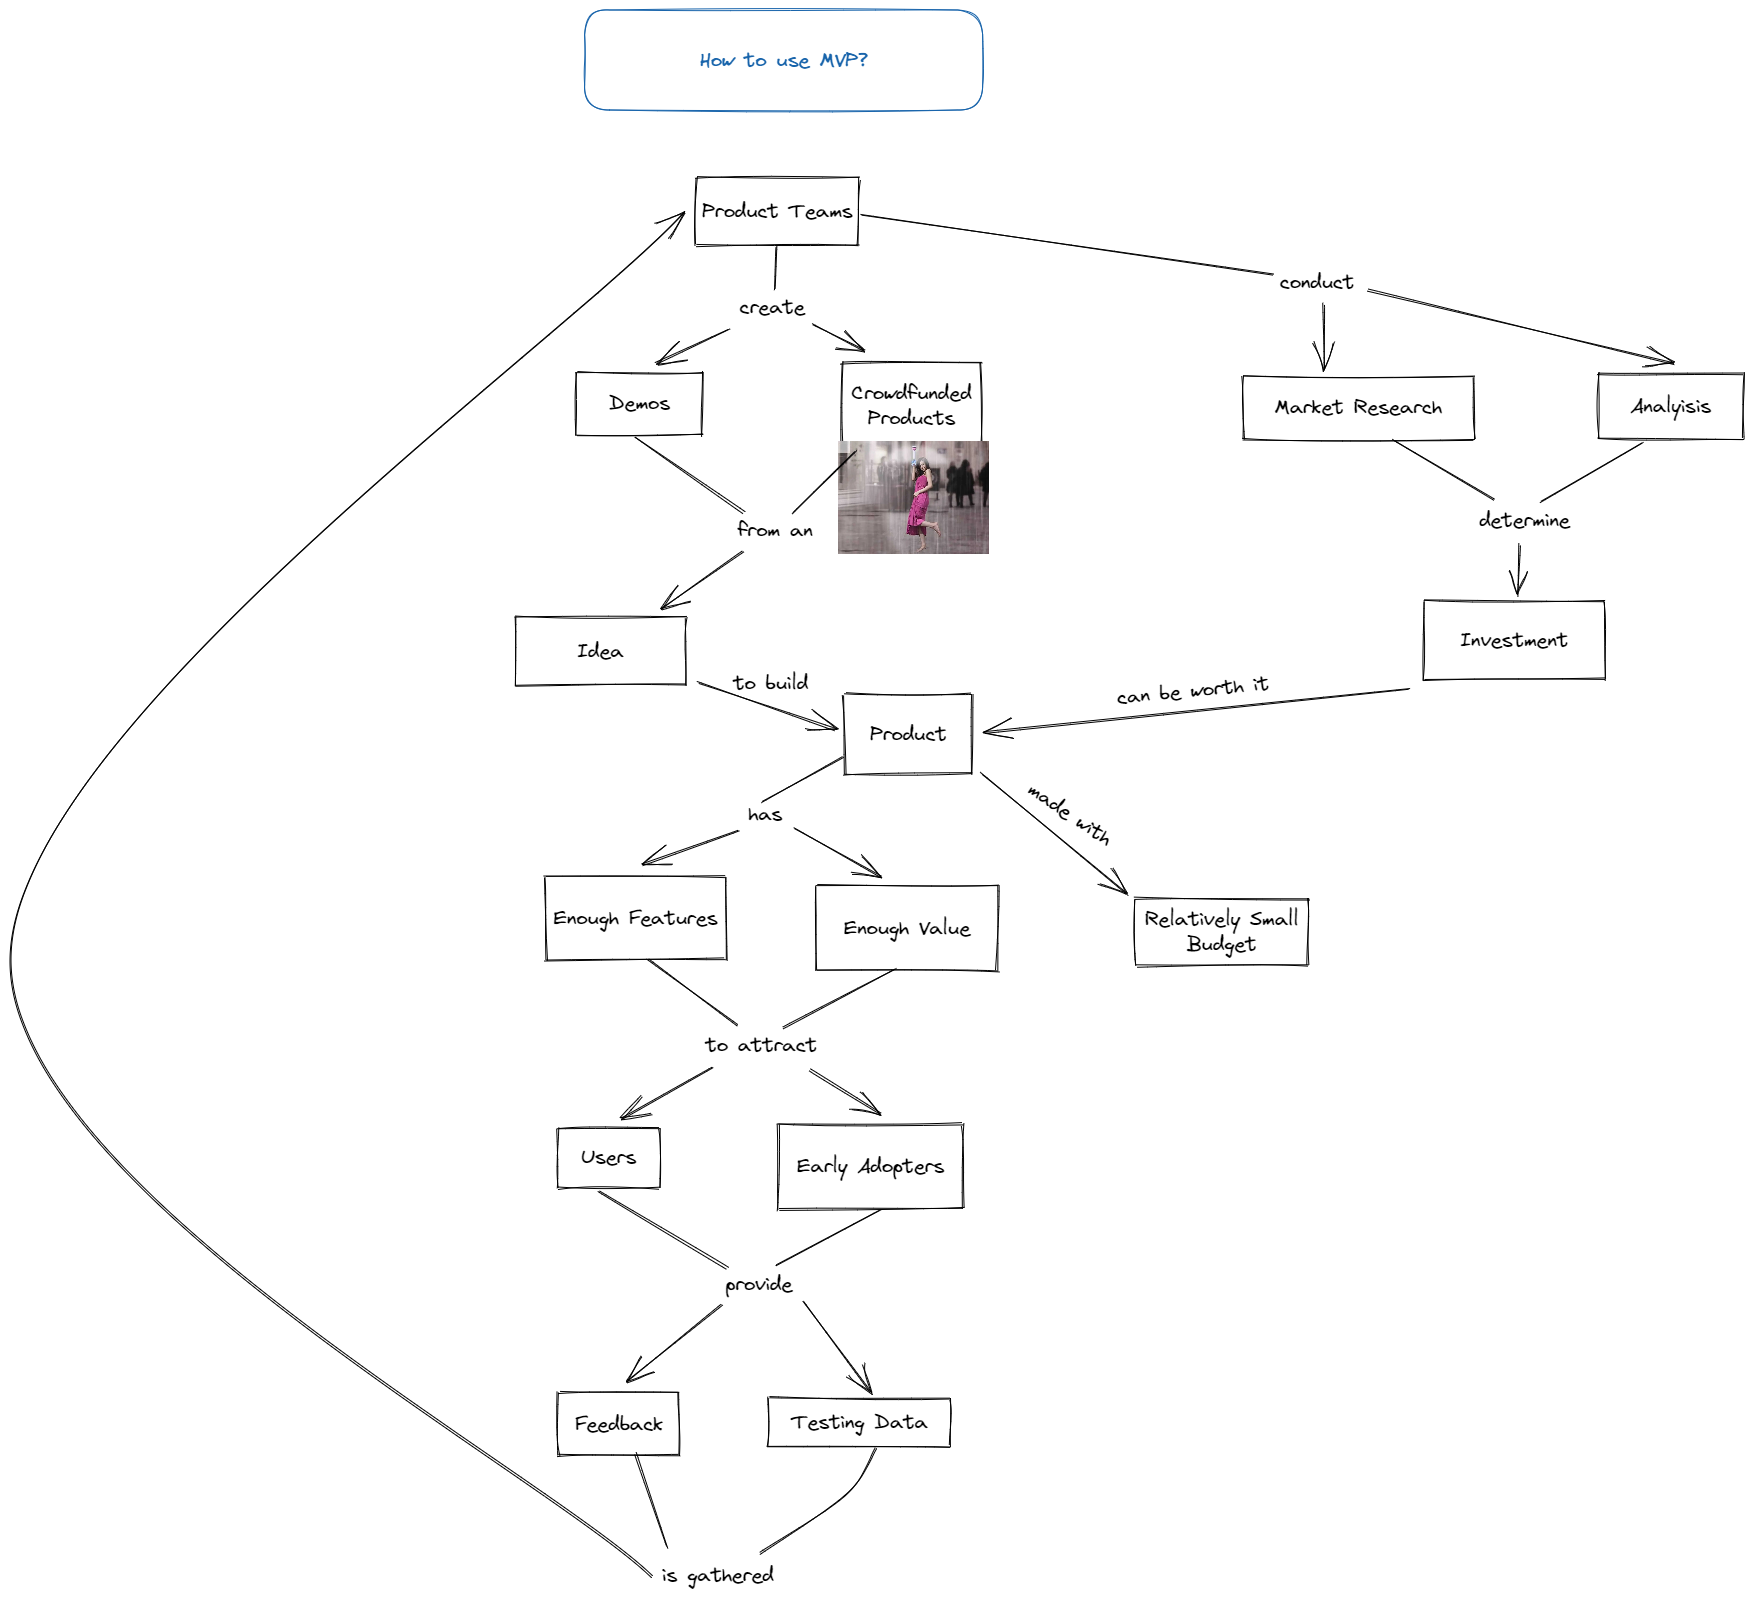 How to use MVP?
Product Teams
conduct
create
Demos
Crowdfunded
Products
Market Research
Analyisis
from an
determine
Idea
Investment
to build
can be worth it
Product
made with
has
Enough Features
Enough Value
Relatively Small
Budget
to attract
Users
Early Adopters
provide
Feedback
Testing Data
is gathered